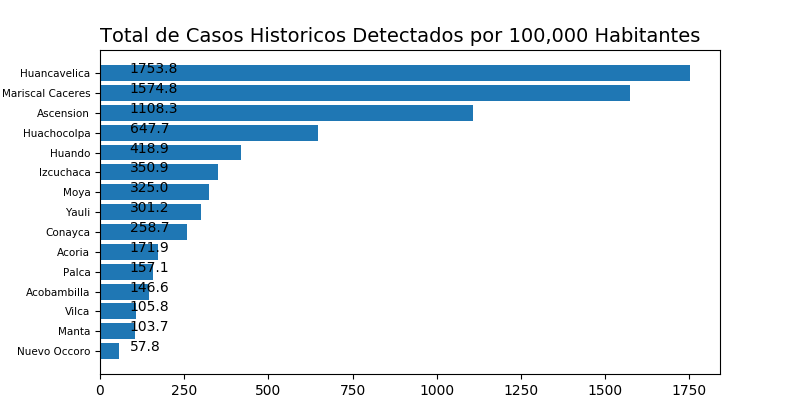 Total de Casos Historicos Detectados por 100,000 Habitantes
Huancavelica 1753.8
Mariscal Caceres 1574.8
Ascension 1108.3
Huachocolpa 647.7
Huando 418.9
Izcuchaca 350.9
Moya 325.0
Yauli 301.2
Conayca 258.7
Acoria 171.9
Palca 157.1
Acobambilla 146.6
Vilca 105.8
Manta 103.7
Nuevo Occoro 57.8
0 250 500 750 1000 1250 1500 1750